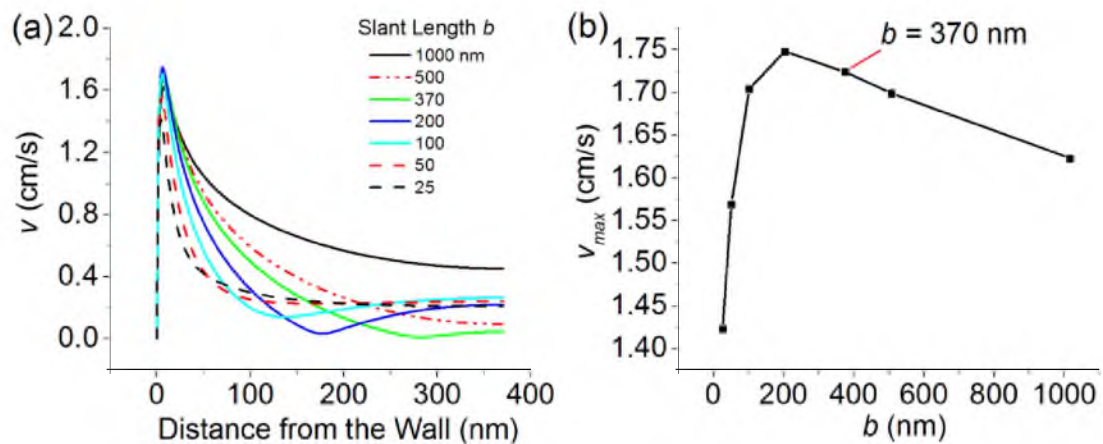 (a)
Slant Length b
1000 nm
500
370
200
100
50
25
2.0
1.6
1.2
0.8
0.4
0.0
v (cm/s)
0 100 200 300 400
Distance from the Wall (nm)
(b)
b = 370 nm
1.75
1.70
1.65
1.60
1.55
1.50
1.45
1.40
vmax (cm/s)
0 200 400 600 800 1000
b (nm)